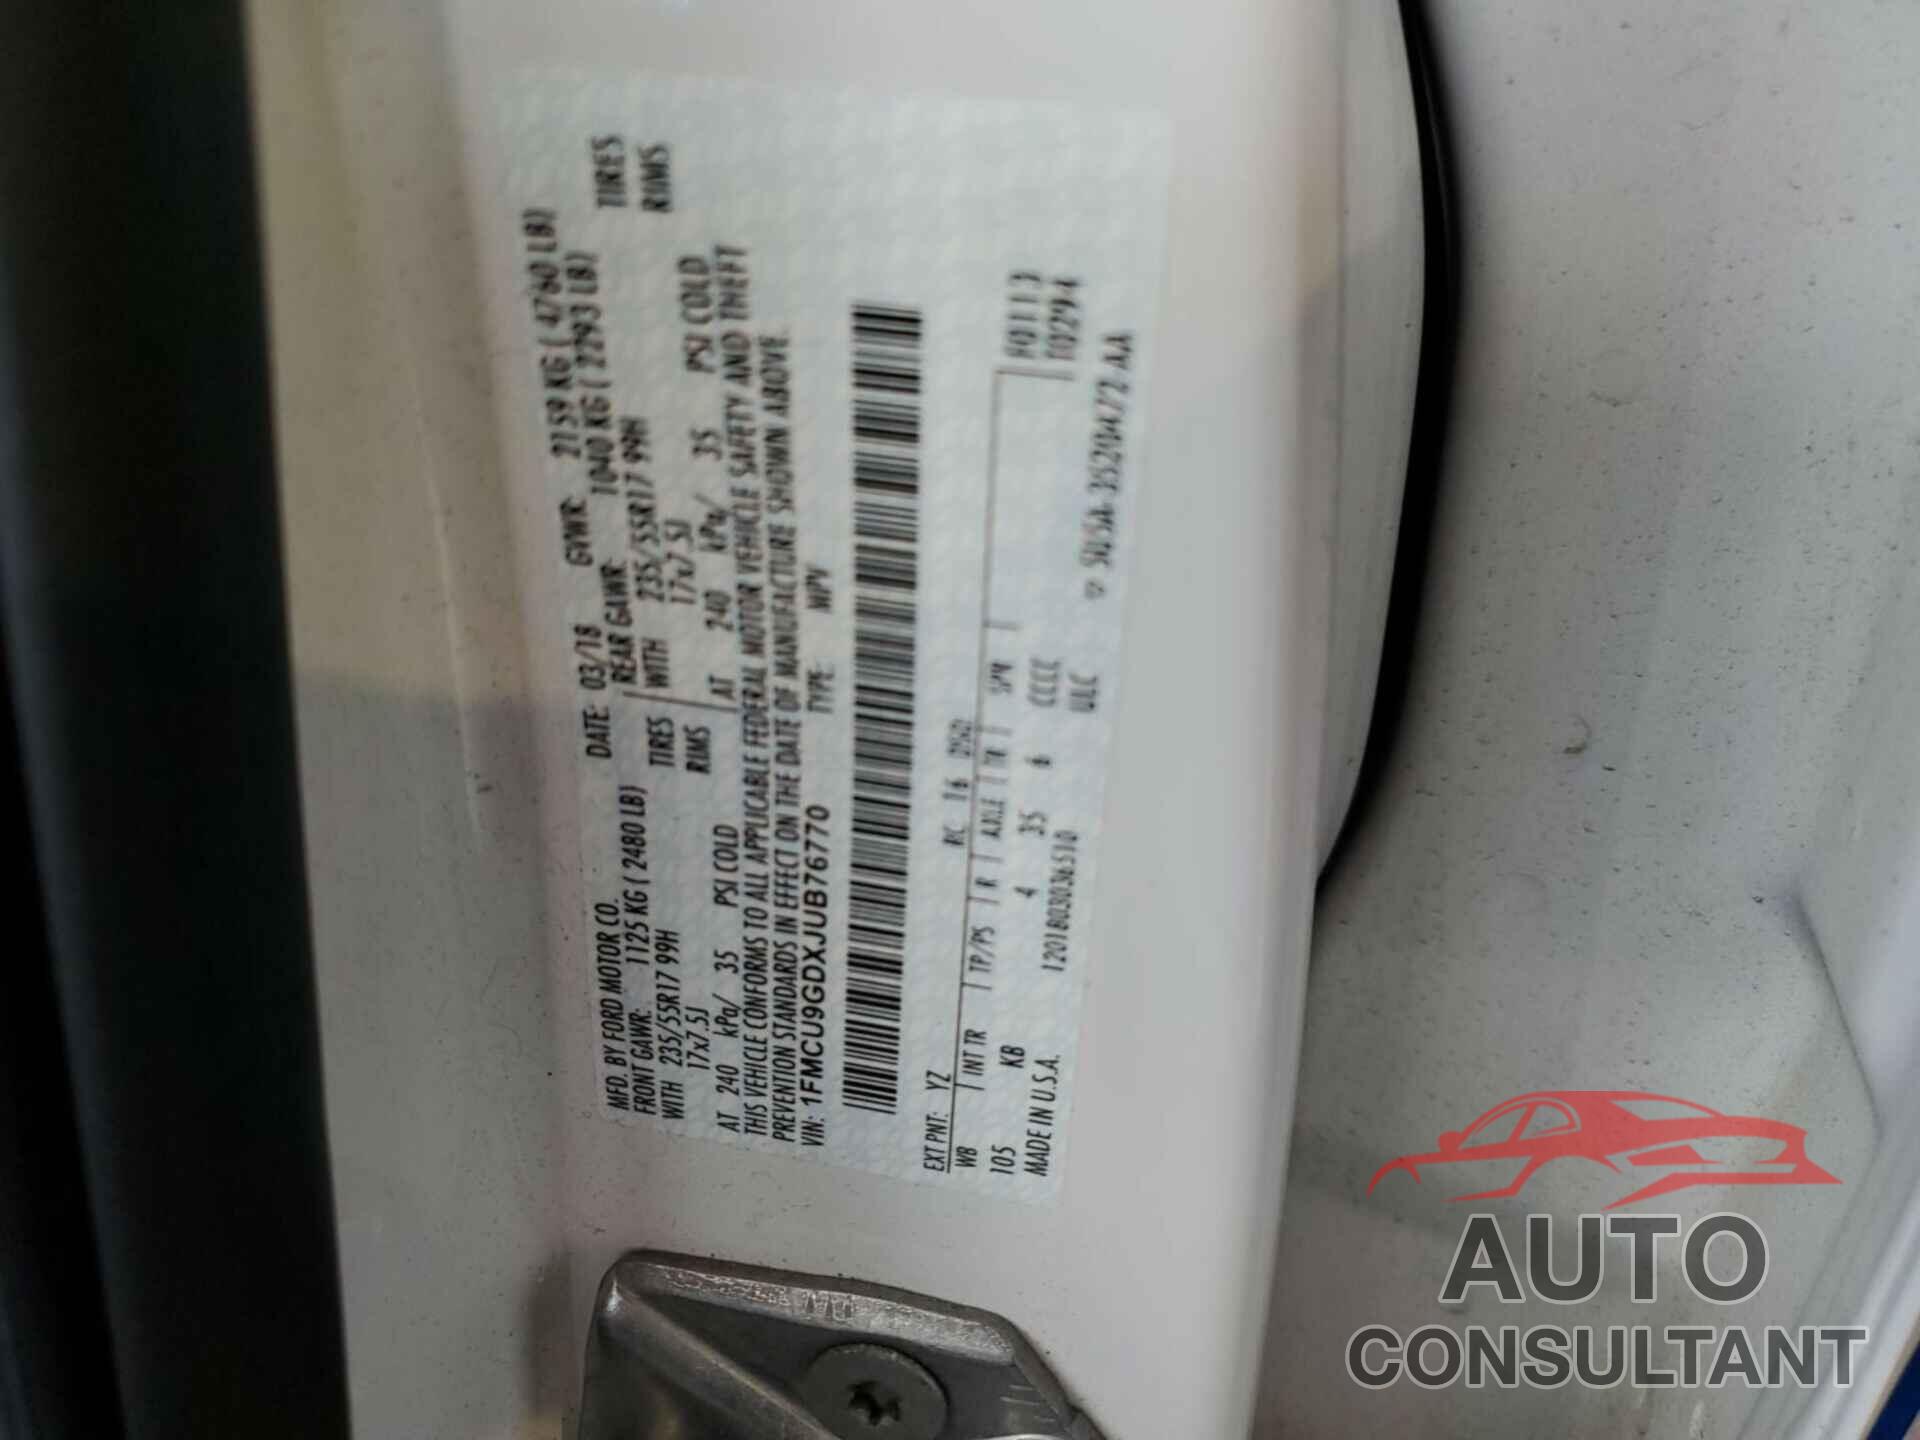 MFD. BY FORD MOTOR CO.
DATE: 03/18 GVWR: 2159 KG ( 4760 LB)
FRONT GAWR: 1125 KG ( 2480 LB) REAR GAWR: 1040 KG ( 2293 LB)
WITH 235/55R17 99H TIRES WITH 235/55R17 99H TIRES
17x7.5J RIMS 17x7.5J RIMS
AT 240 kPa/ 35 PSI COLD AT 240 kPa/ 35 PSI COLD
THIS VEHICLE CONFORMS TO ALL APPLICABLE FEDERAL MOTOR VEHICLE SAFETY AND THEFT
PREVENTION STANDARDS IN EFFECT ON THE DATE OF MANUFACTURE SHOWN ABOVE.
VIN: 1FMCU9GDXJUB76770 TYPE: MPV
EXT PNT: YZ RC: 16
WB INT TR TP/PS R AXLE TR SPR
105 KB 4 35 6 CCCC
MADE IN U.S.A. 1201803036510 ULC
T0294
AUTO
CONSULTANT